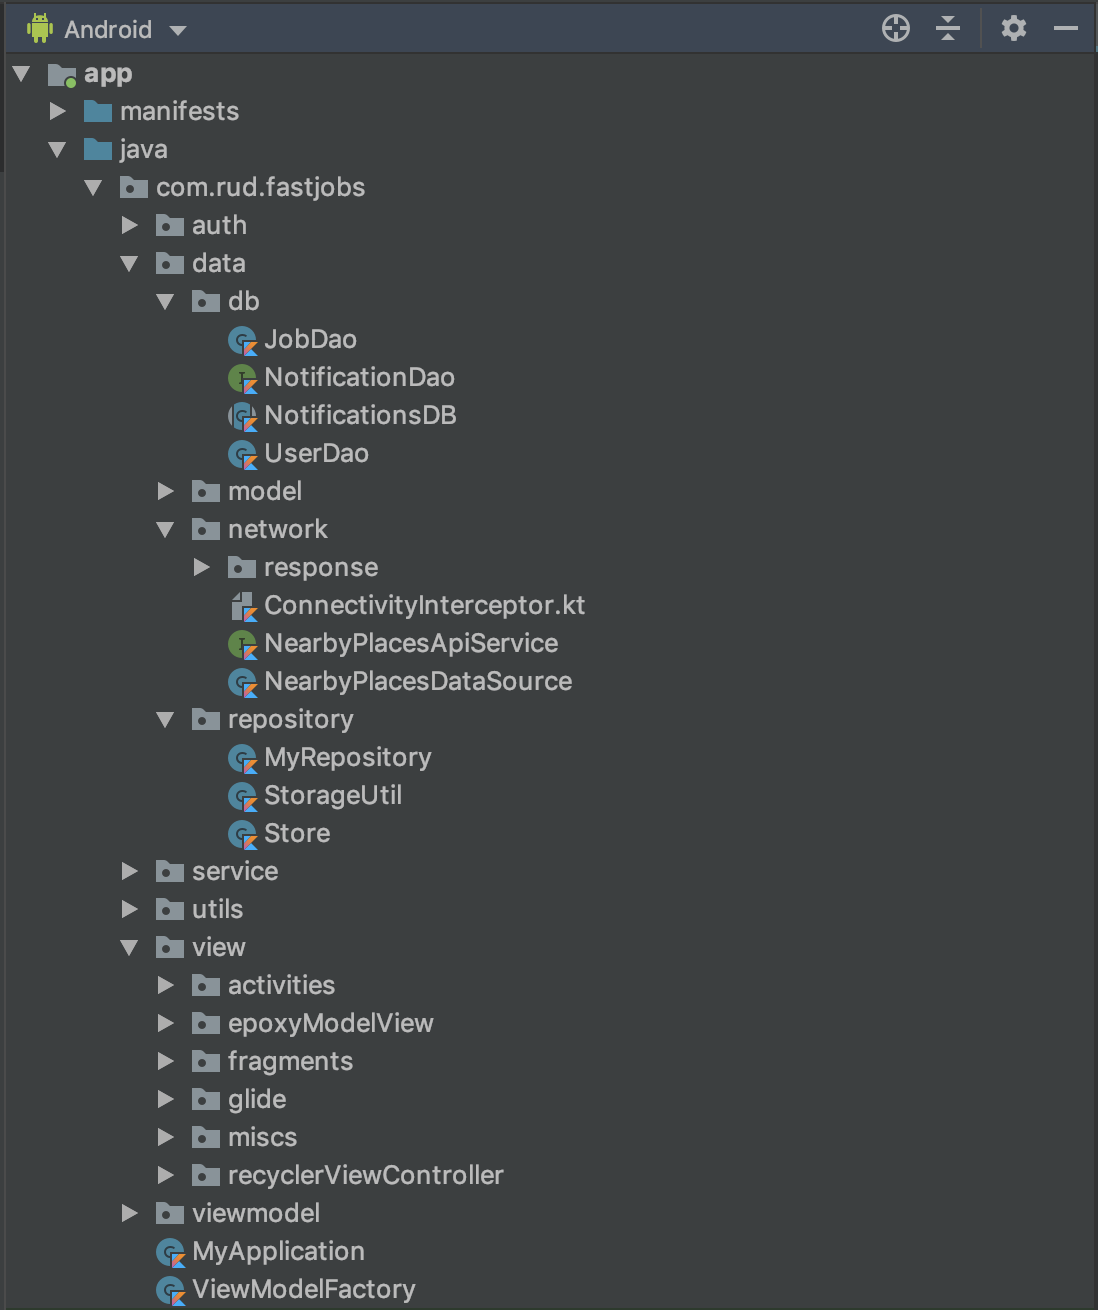 Android
app
manifests
java
com.rud.fastjobs
auth
data
db
JobDao
NotificationDao
NotificationsDB
UserDao
model
network
response
ConnectivityInterceptor.kt
NearbyPlacesApiService
NearbyPlacesDataSource
repository
MyRepository
StorageUtil
Store
service
utils
view
activities
epoxyModelView
fragments
glide
miscs
recyclerViewController
viewmodel
MyApplication
ViewModelFactory